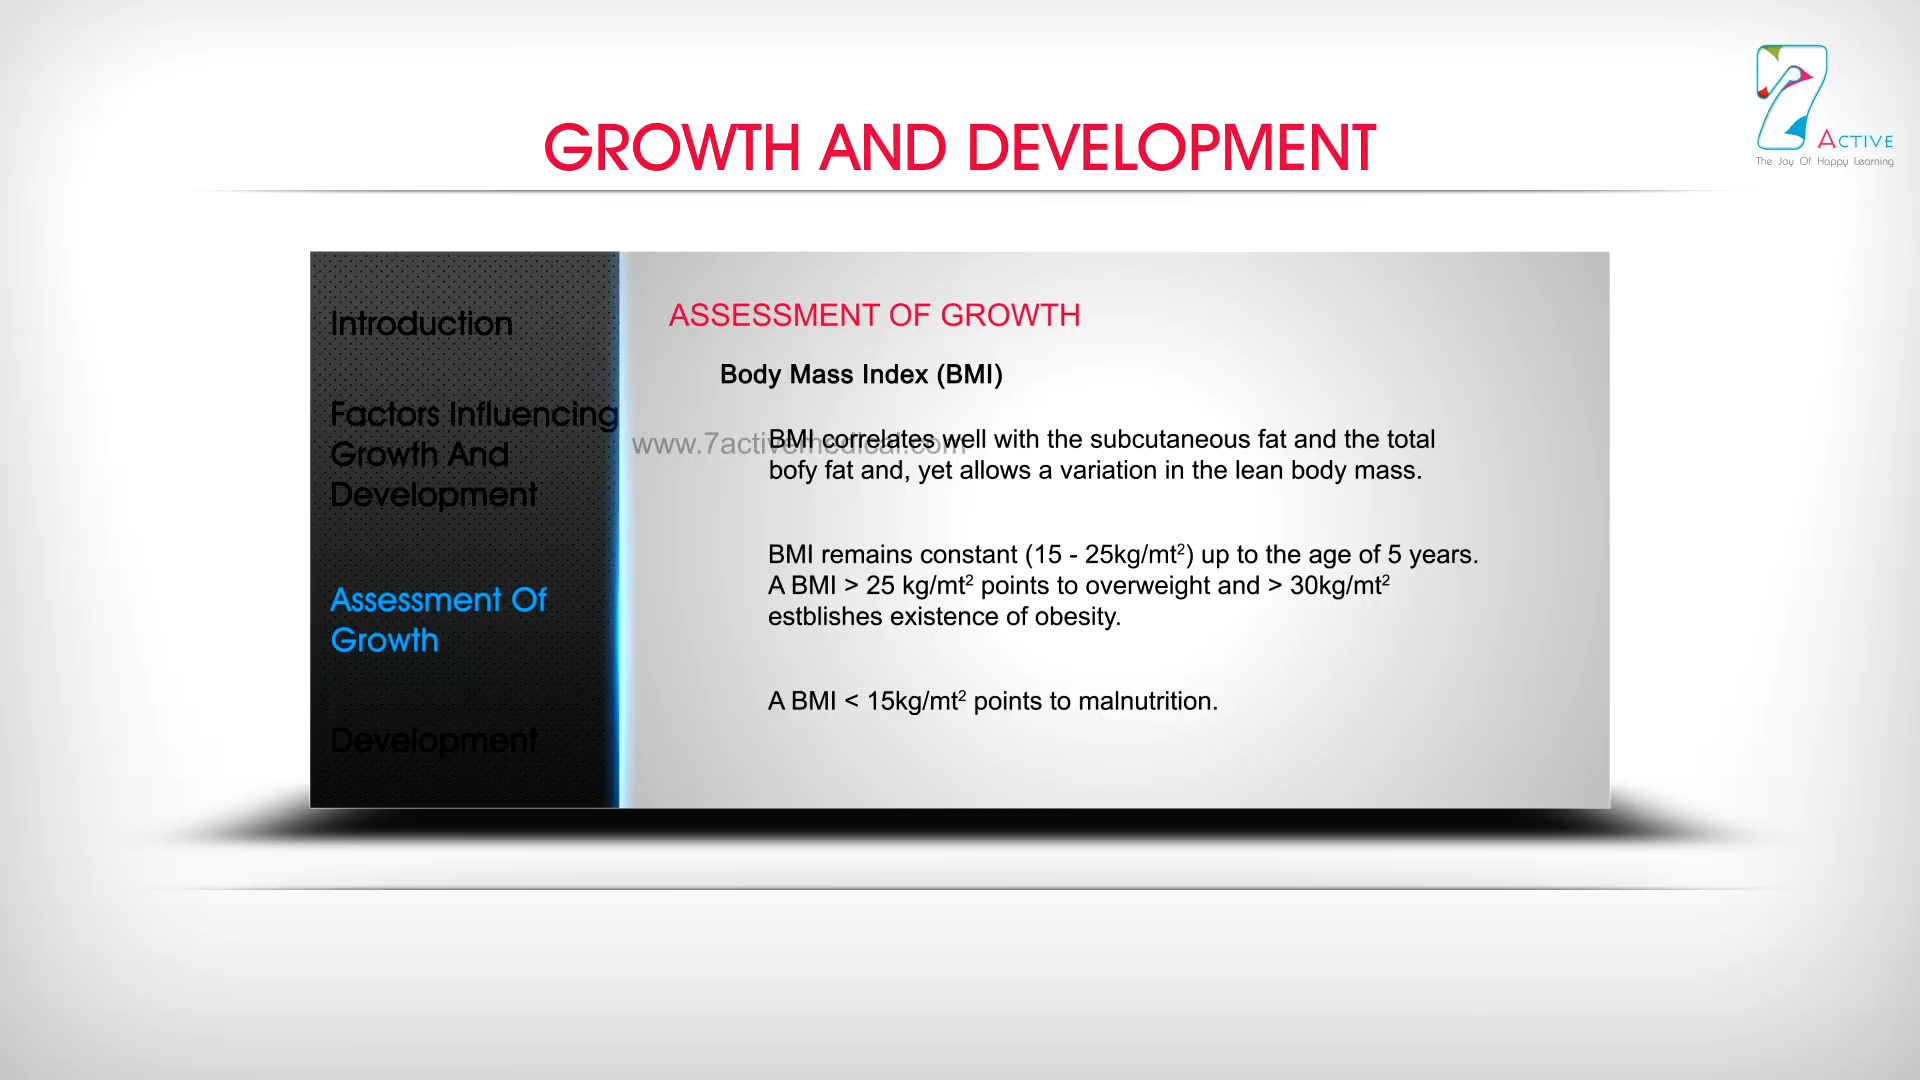 GROWTH AND DEVELOPMENT
7
ACTIVE
The Joy Of Happy Learning
Introduction
Factors Influencing
Growth And
Development
Assessment Of
Growth
Development
ASSESSMENT OF GROWTH
Body Mass Index (BMI)
www.7activemedical.com
BMI correlates well with the subcutaneous fat and the total
bofy fat and, yet allows a variation in the lean body mass.
BMI remains constant (15 - 25kg/mt²) up to the age of 5 years.
A BMI > 25 kg/mt² points to overweight and > 30kg/mt²
estblishes existence of obesity.
A BMI < 15kg/mt² points to malnutrition.